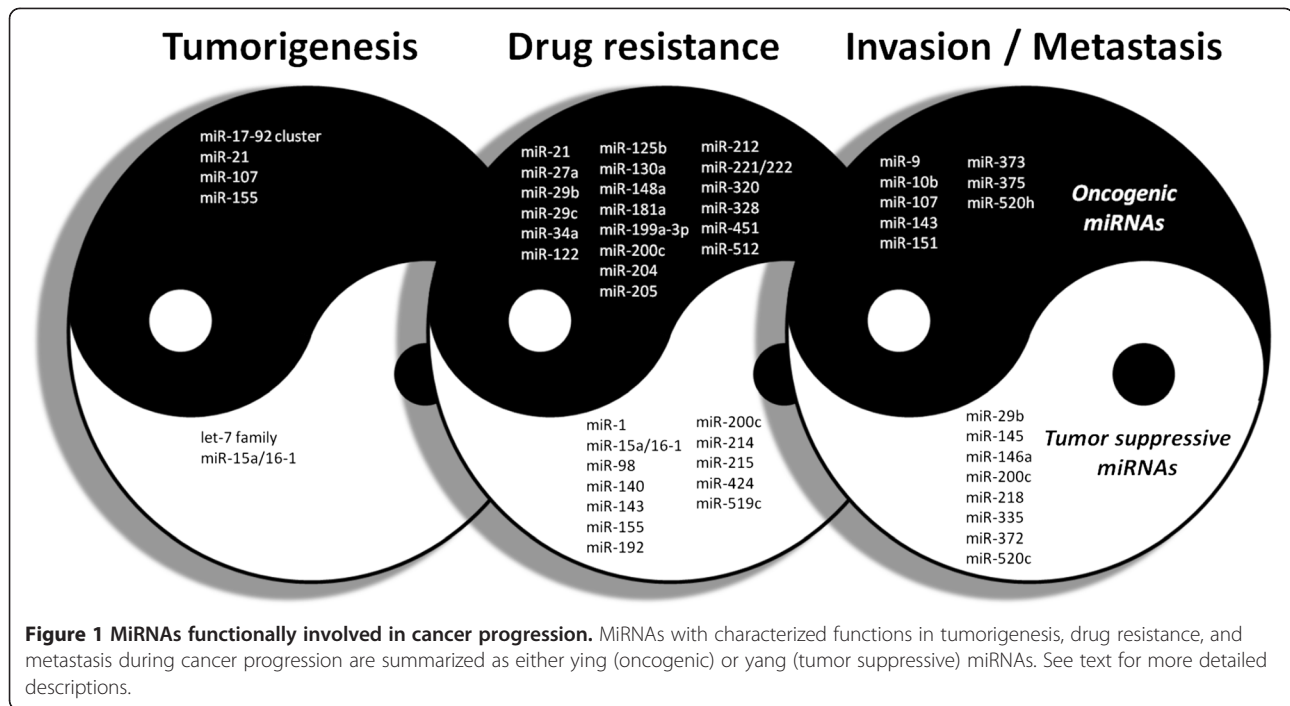 Tumorigenesis
Drug resistance
Invasion / Metastasis
miR-17-92 cluster
miR-21
miR-107
miR-155
let-7 family
miR-15a/16-1
miR-21
miR-27a
miR-29b
miR-29c
miR-34a
miR-122
miR-125b
miR-130a
miR-148a
miR-181a
miR-199a-3p
miR-200c
miR-204
miR-205
miR-212
miR-221/222
miR-320
miR-328
miR-451
miR-512
miR-1
miR-15a/16-1
miR-98
miR-140
miR-143
miR-155
miR-192
miR-200c
miR-214
miR-215
miR-424
miR-519c
miR-9
miR-10b
miR-107
miR-143
miR-151
miR-373
miR-375
miR-520h
Oncogenic
miRNAs
miR-29b
miR-145
miR-146a
miR-200c
miR-218
miR-335
miR-372
miR-520c
Tumor suppressive
miRNAs
Figure 1 MiRNAs functionally involved in cancer progression. MiRNAs with characterized functions in tumorigenesis, drug resistance, and
metastasis during cancer progression are summarized as either ying (oncogenic) or yang (tumor suppressive) miRNAs. See text for more detailed
descriptions.